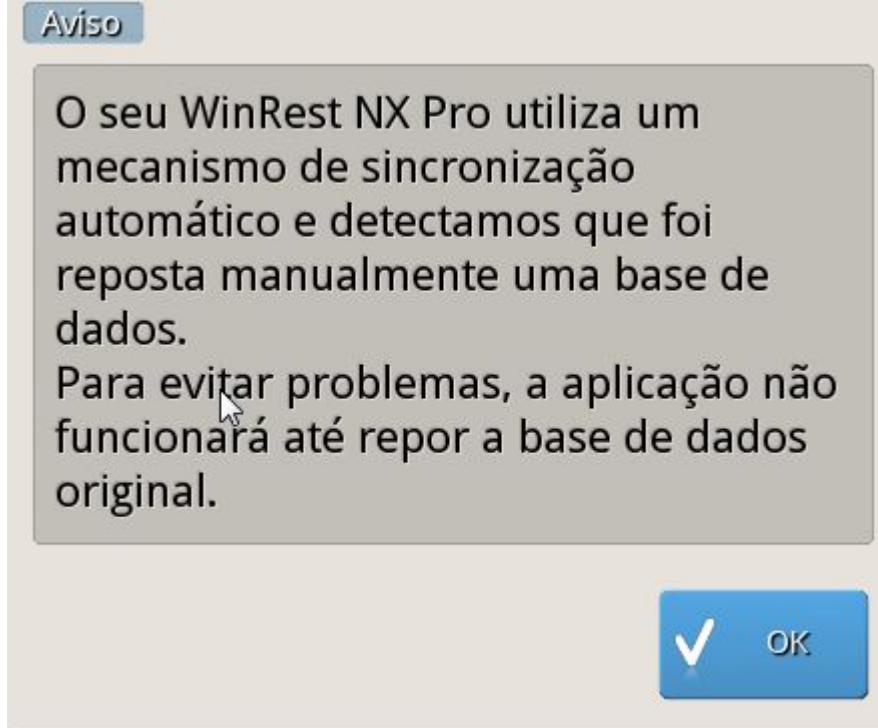 Aviso
O seu WinRest NX Pro utiliza um
mecanismo de sincronização
automático e detectamos que foi
reposta manualmente uma base de
dados.
Para evitar problemas, a aplicação não
funcionará até repor a base de dados
original.
OK